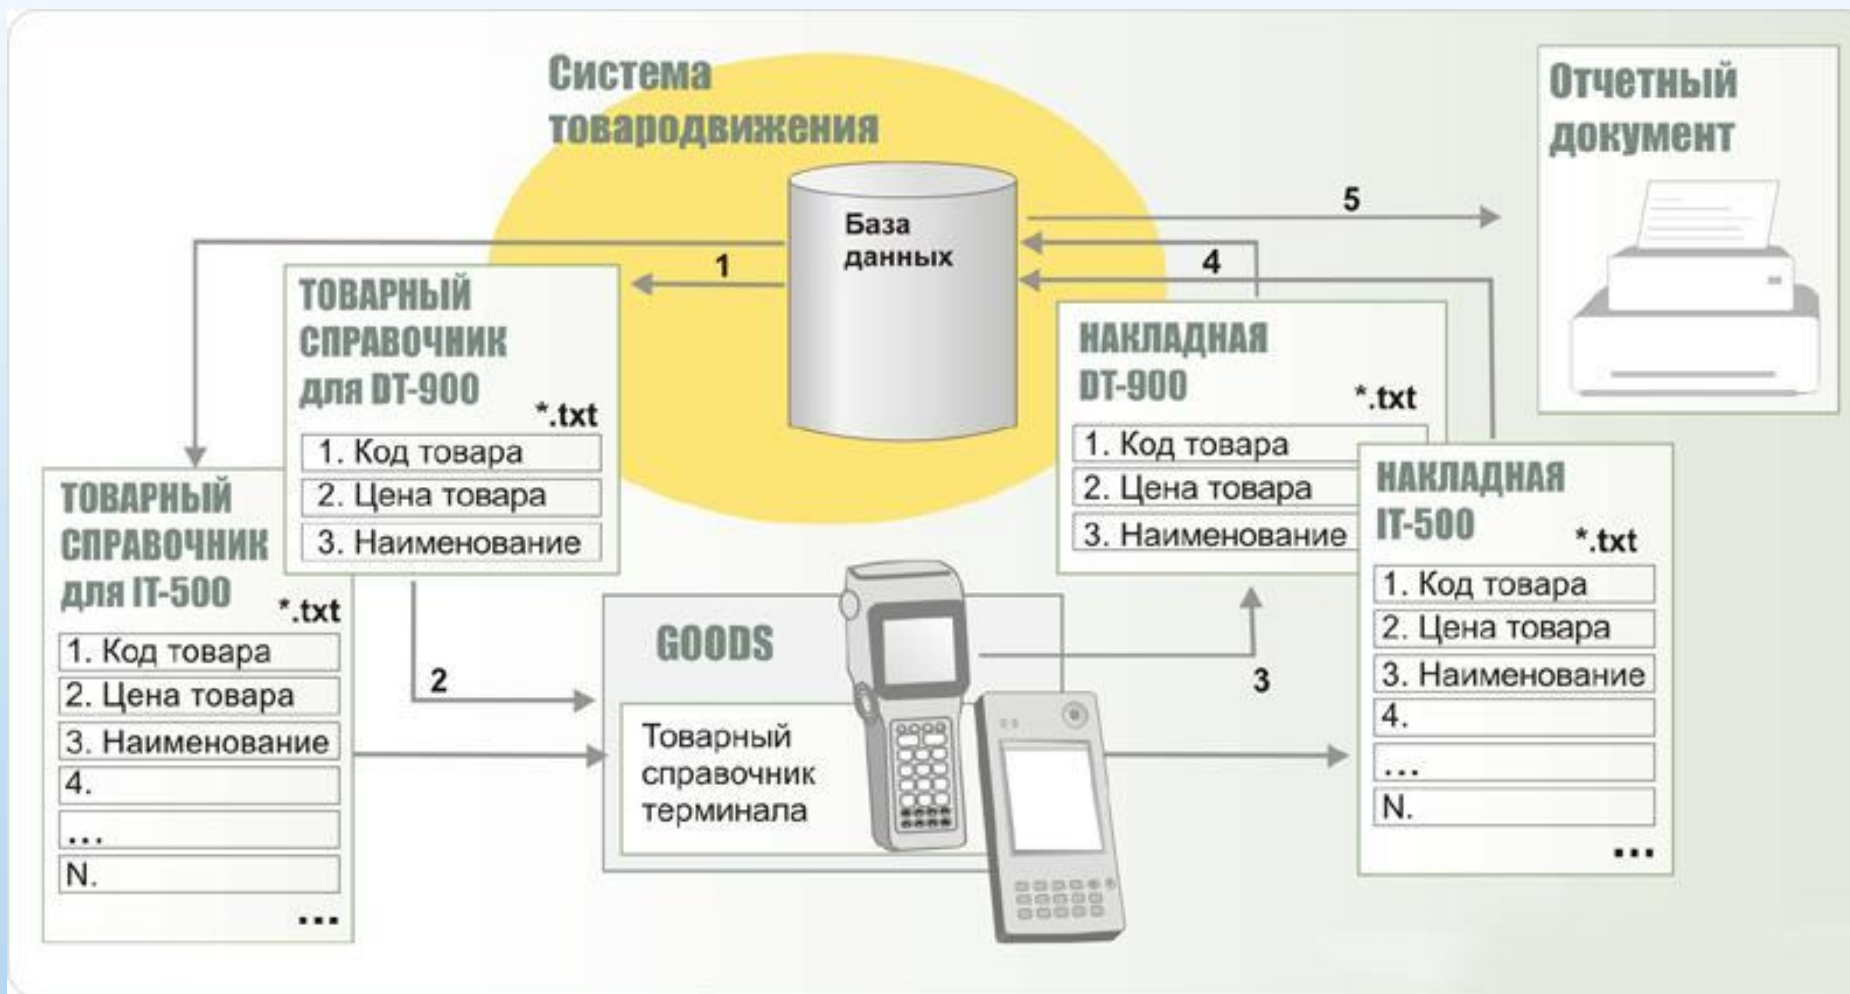 Система
товародвижения
База
данных
1
5
4
Отчетный
документ
ТОВАРНЫЙ
СПРАВОЧНИК
для DT-900
*.txt
1. Код товара
2. Цена товара
3. Наименование
ТОВАРНЫЙ
СПРАВОЧНИК
для IT-500
*.txt
1. Код товара
2. Цена товара
3. Наименование
4.
...
N.
...
2
GOODS
Товарный
справочник
терминала
3
НАКЛАДНАЯ
DT-900
*.txt
1. Код товара
2. Цена товара
3. Наименование
НАКЛАДНАЯ
IT-500
*.txt
1. Код товара
2. Цена товара
3. Наименование
4.
...
N.
...